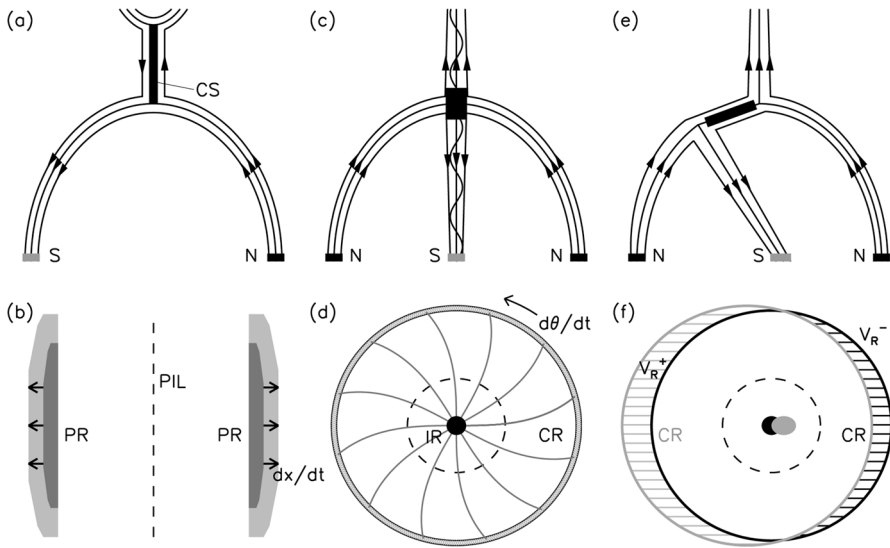 (a)
CS
S
N
(c)
N
S
N
(e)
N
S
N
(b)
PIL
PR
PR
dx/dt
(d)
dθ/dt
IR
CR
(f)
V_R^+
V_R^-
CR
CR